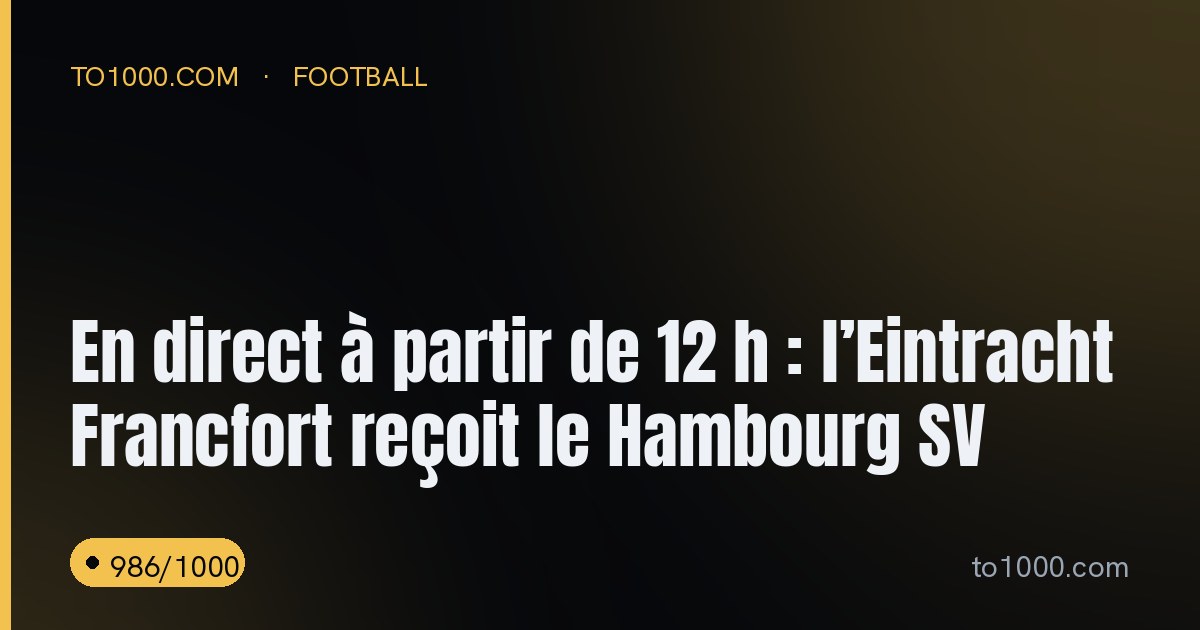 TO1000.COM · FOOTBALL
En direct à partir de 12 h : l’Eintracht
Francfort reçoit le Hambourg SV
986/1000
to1000.com